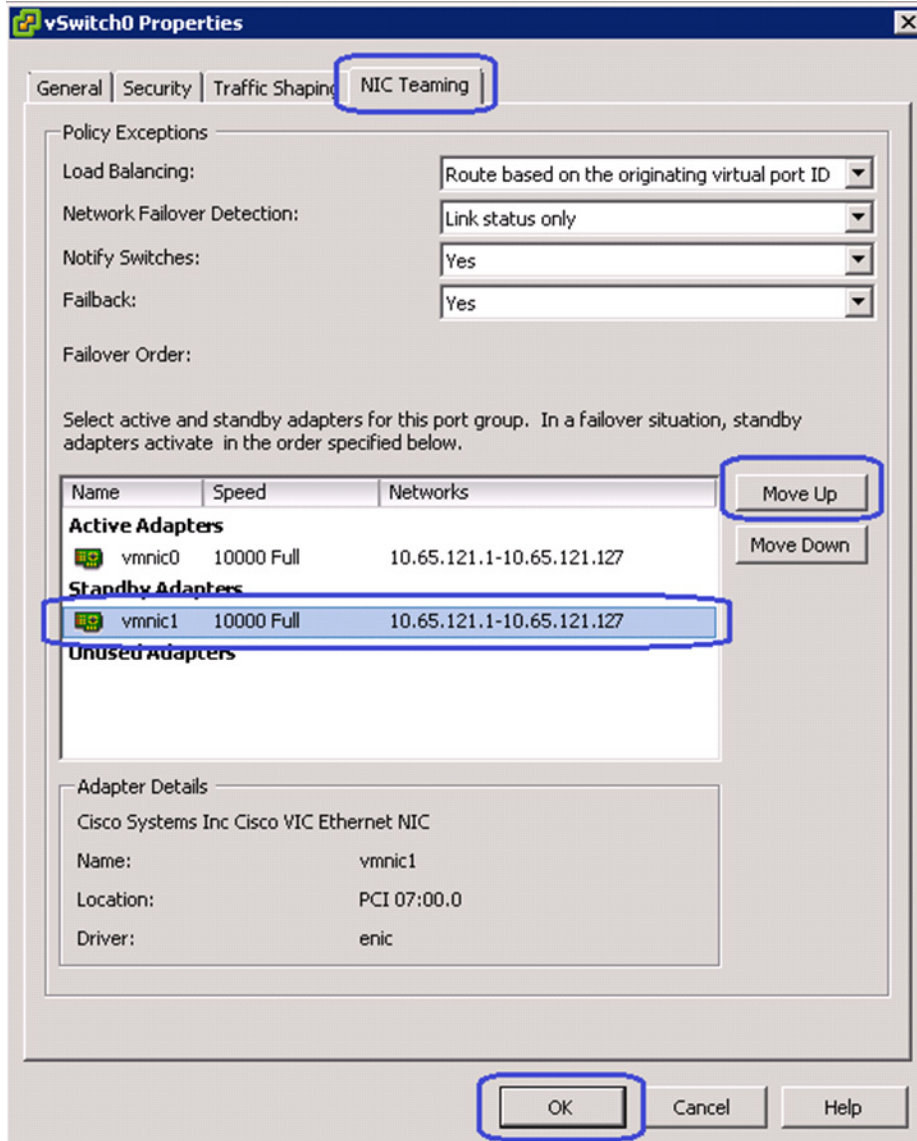 vSwitch0 Properties
General Security Traffic Shaping NIC Teaming
Policy Exceptions
Load Balancing: Route based on the originating virtual port ID
Network Failover Detection: Link status only
Notify Switches: Yes
Failback: Yes
Failover Order:
Select active and standby adapters for this port group. In a failover situation, standby
adapters activate in the order specified below.
Name Speed Networks
Move Up
Active Adapters
vmnic0 10000 Full 10.65.121.1-10.65.121.127
Move Down
Standby Adapters
vmnic1 10000 Full 10.65.121.1-10.65.121.127
Unused Adapters
Adapter Details
Cisco Systems Inc Cisco VIC Ethernet NIC
Name: vmnic1
Location: PCI 07:00.0
Driver: enic
OK Cancel Help